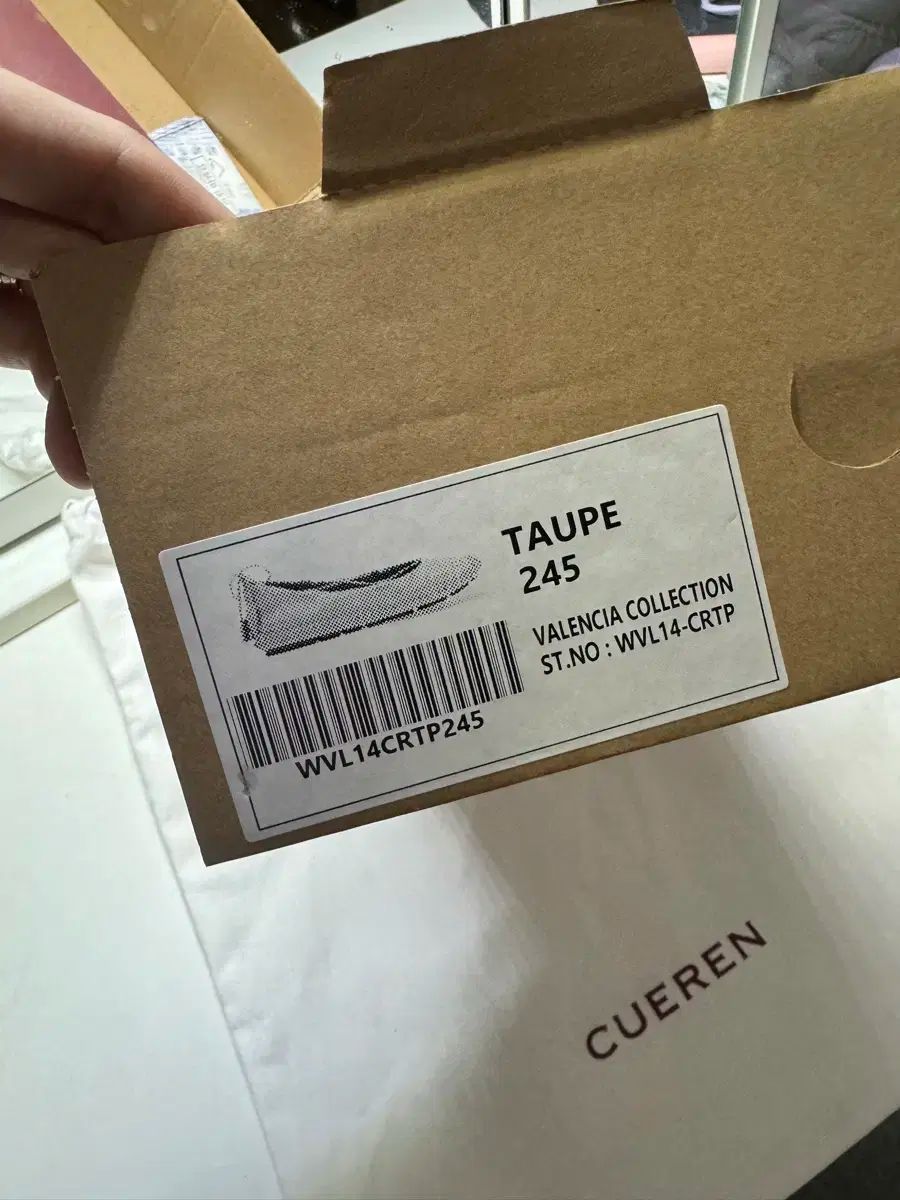 TAUPE
245
VALENCIA COLLECTION
ST.NO : WVL14-CRTP
WVL14CRTP245
CUEREN